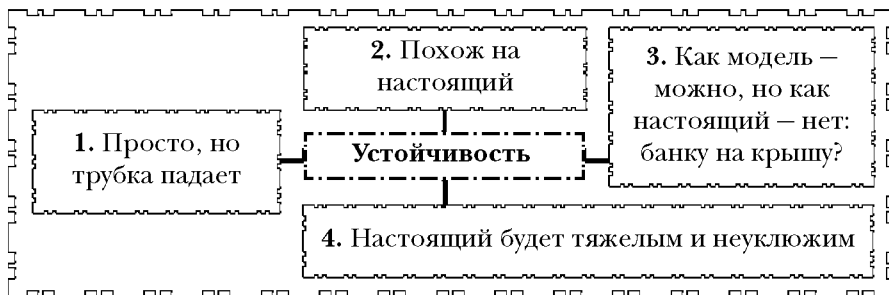 1. Просто, но
трубка падает
2. Похож на
настоящий
Устойчивость
3. Как модель –
можно, но как
настоящий – нет:
банку на крышу?
4. Настоящий будет тяжелым и неуклюжим